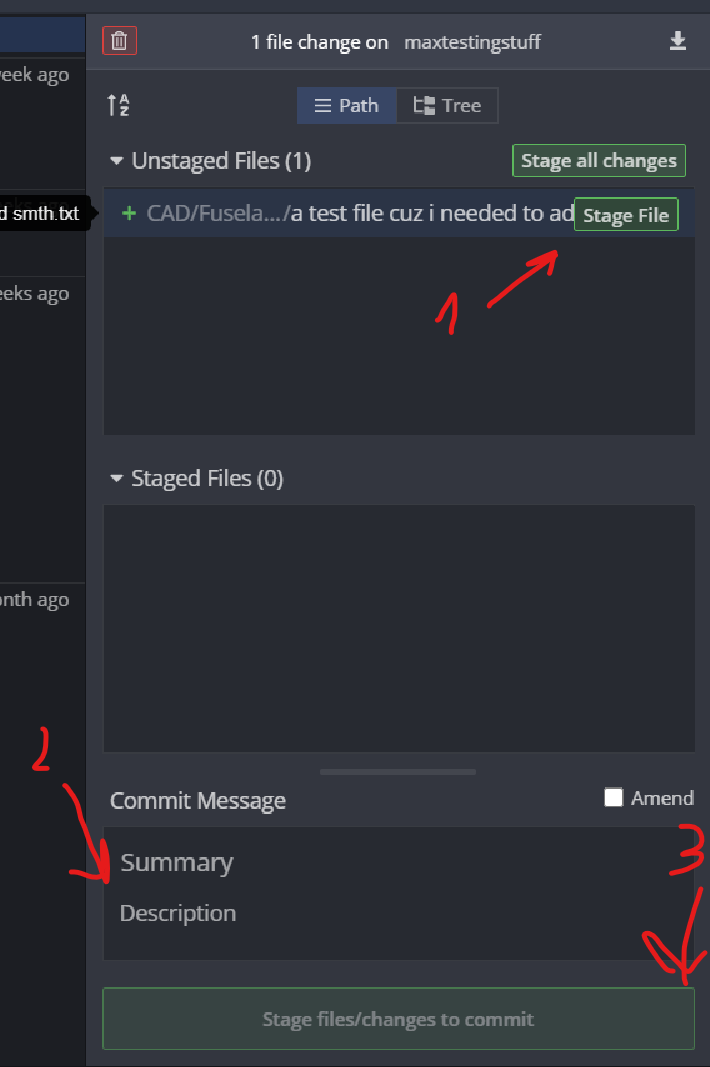 1 file change on maxtestingstuff
week ago
A Z
Path Tree
Unstaged Files (1) Stage all changes
d smth.txt
+ CAD/Fusela.../a test file cuz i needed to ad Stage File
eeks ago
1
Staged Files (0)
onth ago
2
Commit Message Amend
Summary
3
Description
Stage files/changes to commit